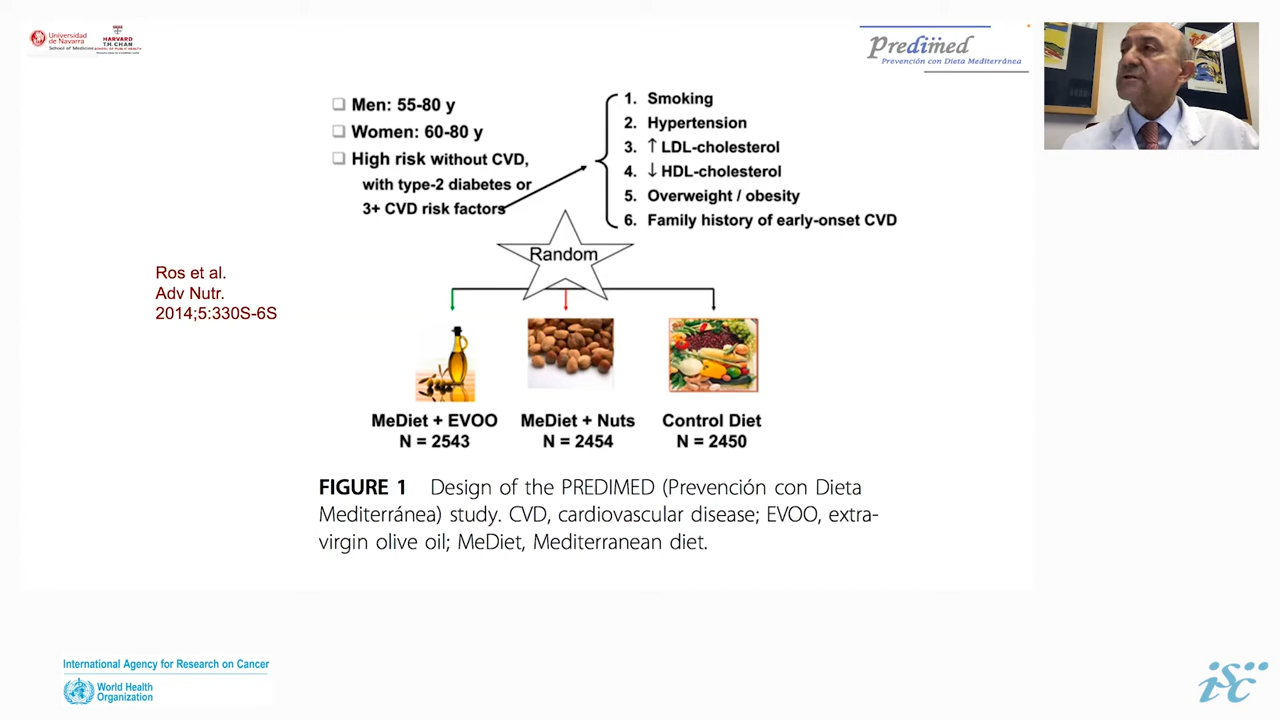 Universidad
de Navarra
School of Medicine
HARVARD
T.H. CHAN
SCHOOL OF PUBLIC HEALTH
Predimed
Prevención con Dieta Mediterránea
Men: 55-80 y
Women: 60-80 y
High risk without CVD,
with type-2 diabetes or
3+ CVD risk factors
1. Smoking
2. Hypertension
3. ↑ LDL-cholesterol
4. ↓ HDL-cholesterol
5. Overweight / obesity
6. Family history of early-onset CVD
Random
Ros et al.
Adv Nutr.
2014;5:330S-6S
MeDiet + EVOO
N = 2543
MeDiet + Nuts
N = 2454
Control Diet
N = 2450
FIGURE 1 Design of the PREDIMED (Prevención con Dieta
Mediterránea) study. CVD, cardiovascular disease; EVOO, extra-
virgin olive oil; MeDiet, Mediterranean diet.
International Agency for Research on Cancer
World Health
Organization
isc